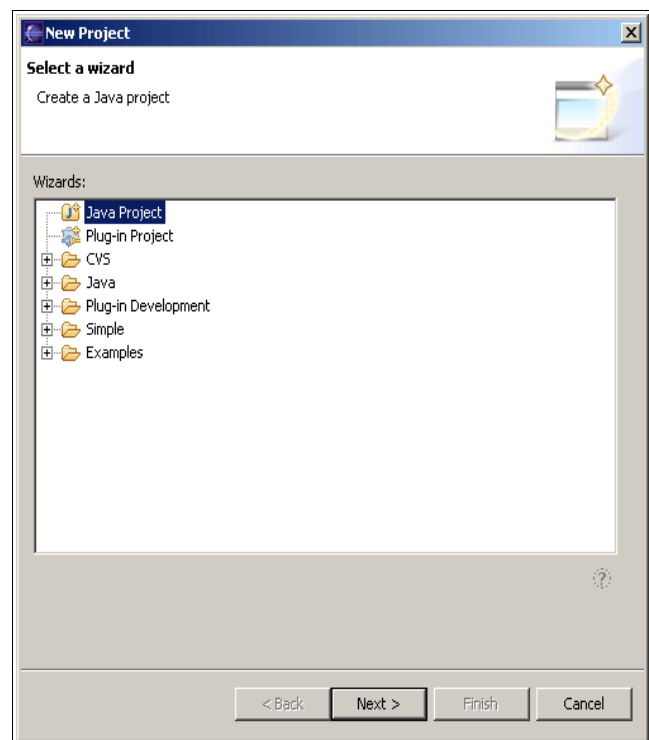 New Project
Select a wizard
Create a Java project
Wizards:
Java Project
Plug-in Project
CVS
Java
Plug-in Development
Simple
Examples
< Back Next > Finish Cancel